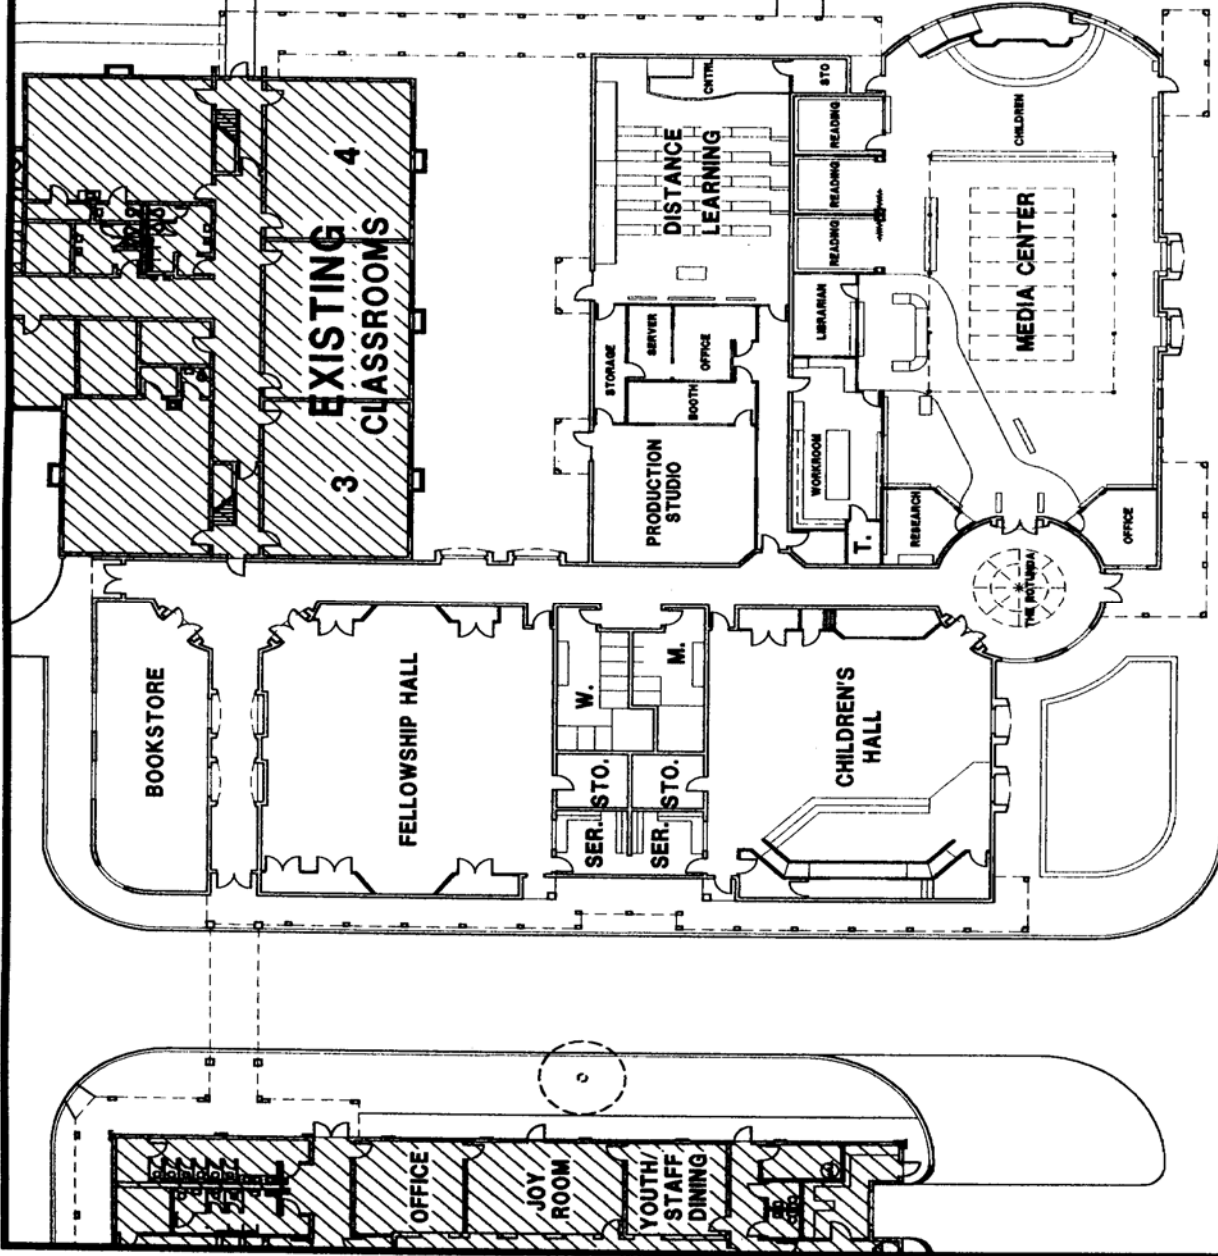 EXISTING
CLASSROOMS
4
3
DISTANCE
LEARNING
CNTRL
STO
READING
READING
READING
CHILDREN
MEDIA CENTER
LIBRARIAN
STORAGE
SERVER
OFFICE
BOOTH
PRODUCTION
STUDIO
WORKROOM
T.
RESEARCH
OFFICE
THE ROTUNDA
BOOKSTORE
FELLOWSHIP HALL
W.
M.
STO.
STO.
SER.
SER.
CHILDREN'S
HALL
OFFICE
JOY
ROOM
YOUTH/
STAFF
DINING